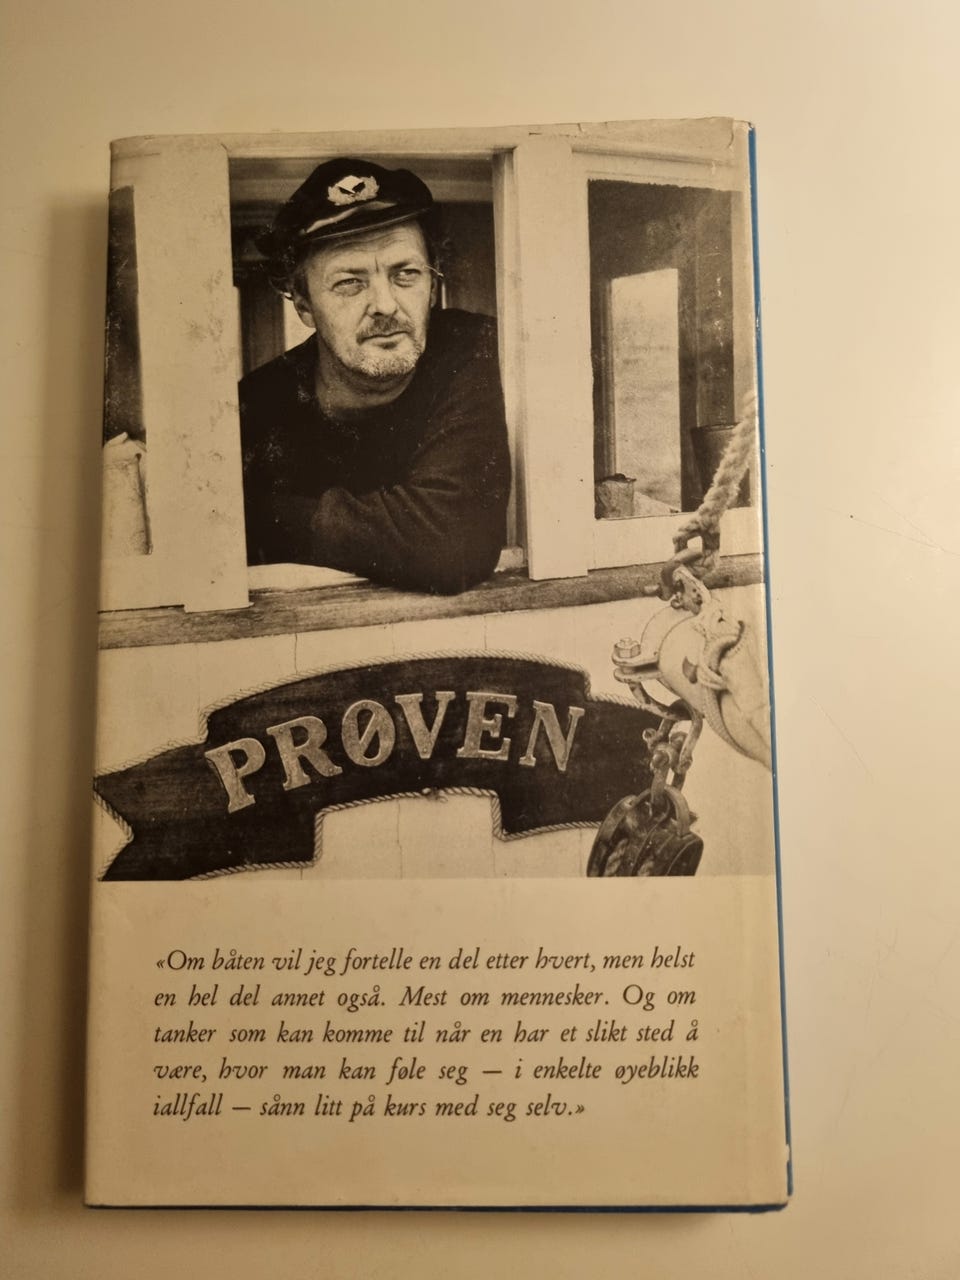 PRØVEN
«Om båten vil jeg fortelle en del etter hvert, men helst
en hel del annet også. Mest om mennesker. Og om
tanker som kan komme til når en har et slikt sted å
være, hvor man kan føle seg — i enkelte øyeblikk
iallfall — sånn litt på kurs med seg selv.»